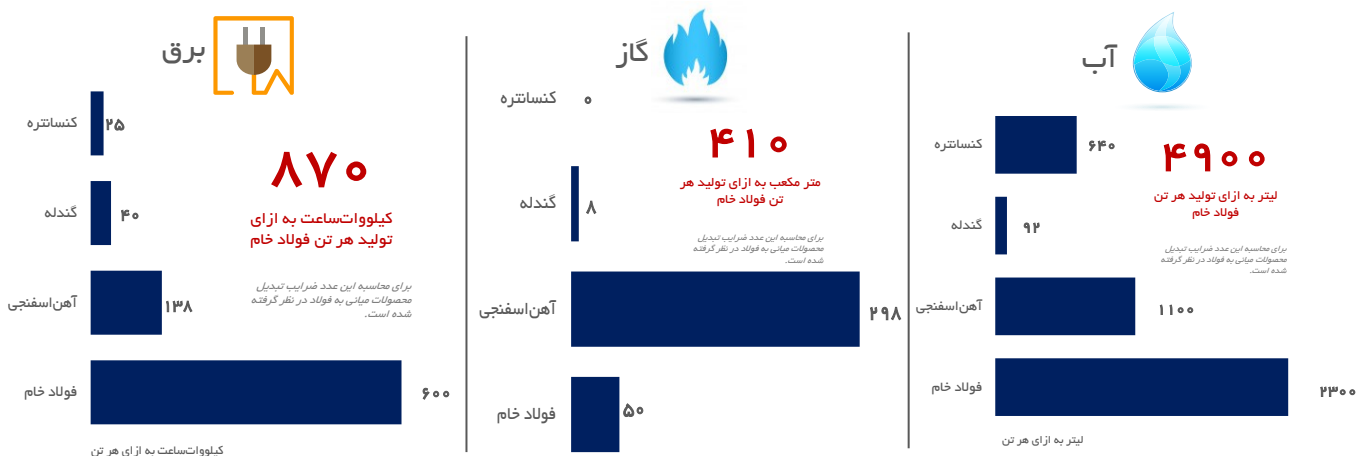 آب
کنسانتره
۶۴۰
۴۹۰۰
لیتر به ازای تولید هر تن
فولاد خام
گندله
۹۲
برای محاسبه این عدد ضرایب تبدیل
محصولات میانی به فولاد در نظر گرفته
شده است.
آهن‌اسفنجی
۱۱۰۰
فولاد خام
۲۳۰۰
لیتر به ازای هر تن
گاز
کنسانتره
۰
۴۱۰
متر مکعب به ازای تولید هر
تن فولاد خام
گندله
۸
برای محاسبه این عدد ضرایب تبدیل
محصولات میانی به فولاد در نظر گرفته
شده است.
آهن‌اسفنجی
۲۹۸
فولاد خام
۵۰
برق
کنسانتره
۲۵
۸۷۰
کیلووات‌ساعت به ازای
تولید هر تن فولاد خام
گندله
۴۰
برای محاسبه این عدد ضرایب تبدیل
محصولات میانی به فولاد در نظر گرفته
شده است.
آهن‌اسفنجی
۱۳۸
فولاد خام
۶۰۰
کیلووات‌ساعت به ازای هر تن